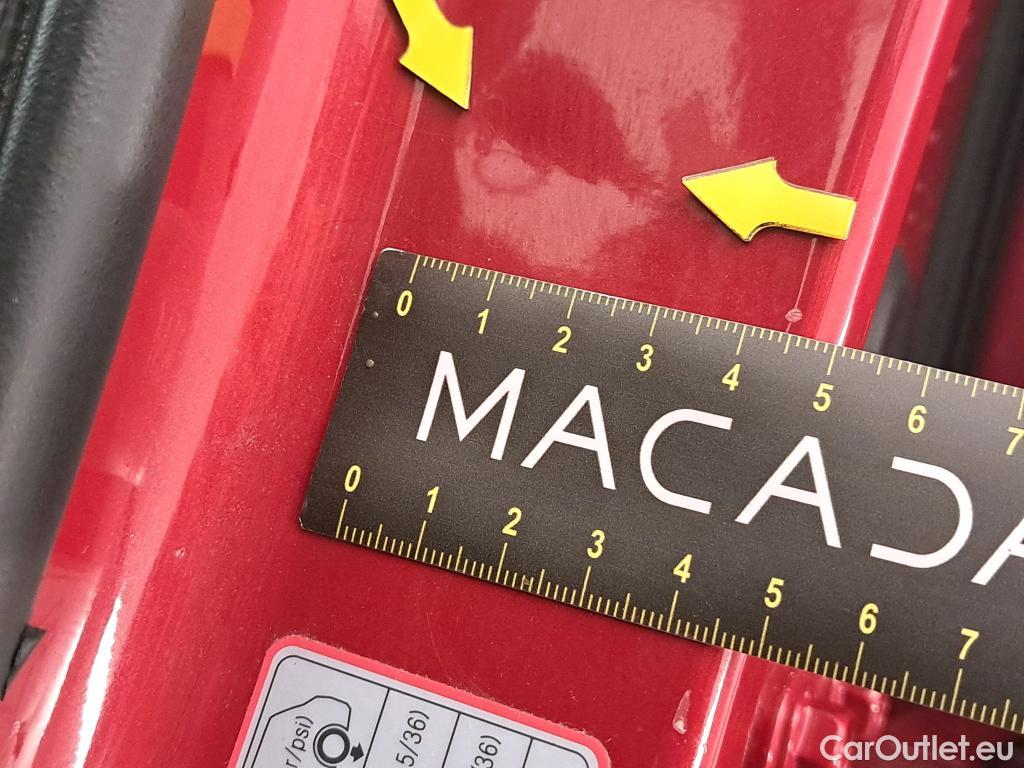 0 1 2 3 4 5 6 7
MACADA
0 1 2 3 4 5 6 7
r/psi)
5/36)
/36)
CarOutlet.eu